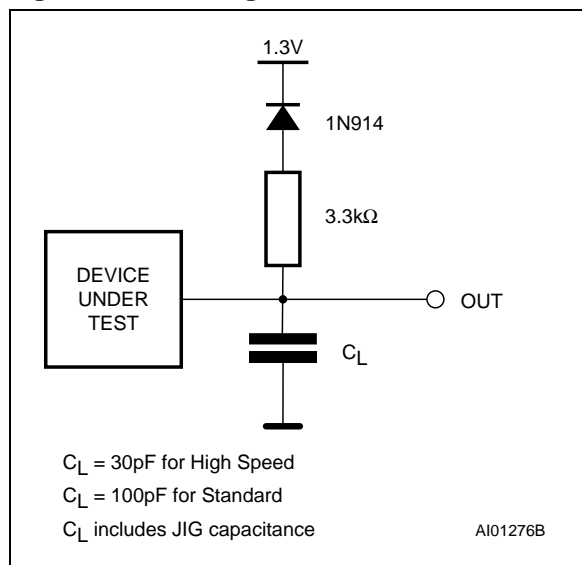 1.3V
1N914
3.3kΩ
DEVICE
UNDER
TEST
OUT
CL
CL = 30pF for High Speed
CL = 100pF for Standard
CL includes JIG capacitance
AI01276B